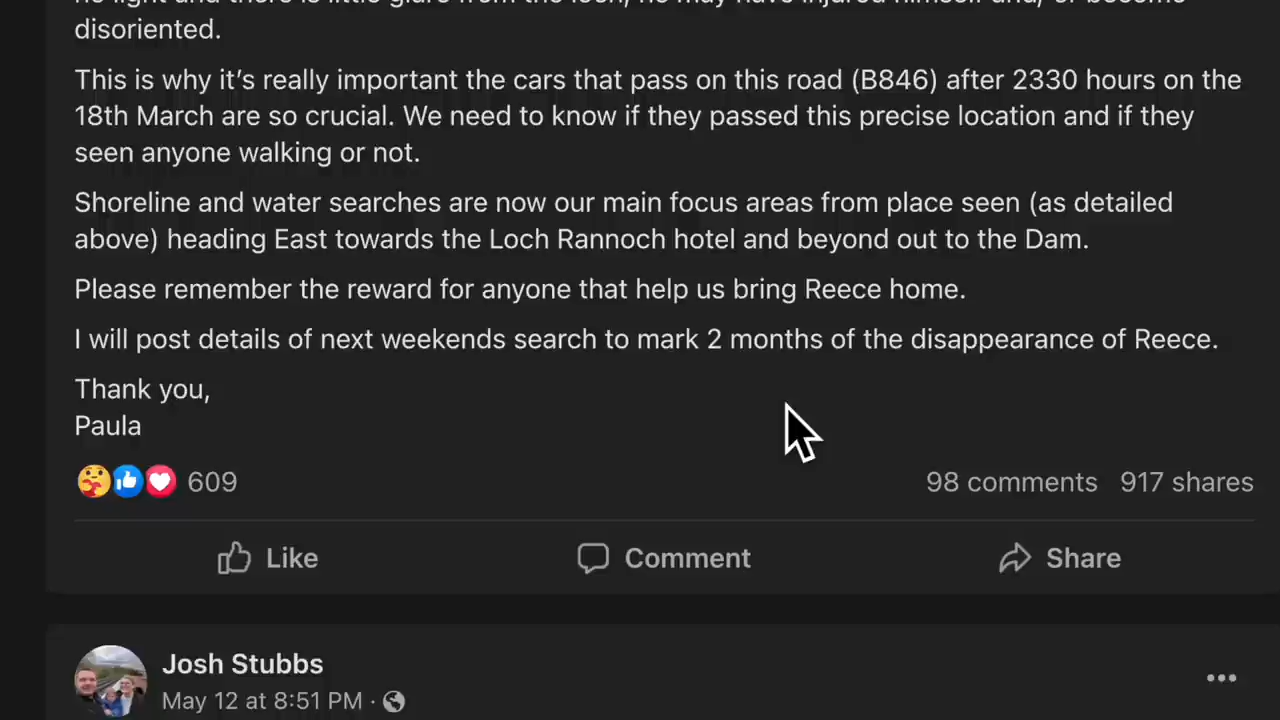 disoriented.
This is why it's really important the cars that pass on this road (B846) after 2330 hours on the
18th March are so crucial. We need to know if they passed this precise location and if they
seen anyone walking or not.
Shoreline and water searches are now our main focus areas from place seen (as detailed
above) heading East towards the Loch Rannoch hotel and beyond out to the Dam.
Please remember the reward for anyone that help us bring Reece home.
I will post details of next weekends search to mark 2 months of the disappearance of Reece.
Thank you,
Paula
609
98 comments 917 shares
Like Comment Share
Josh Stubbs
May 12 at 8:51 PM ·